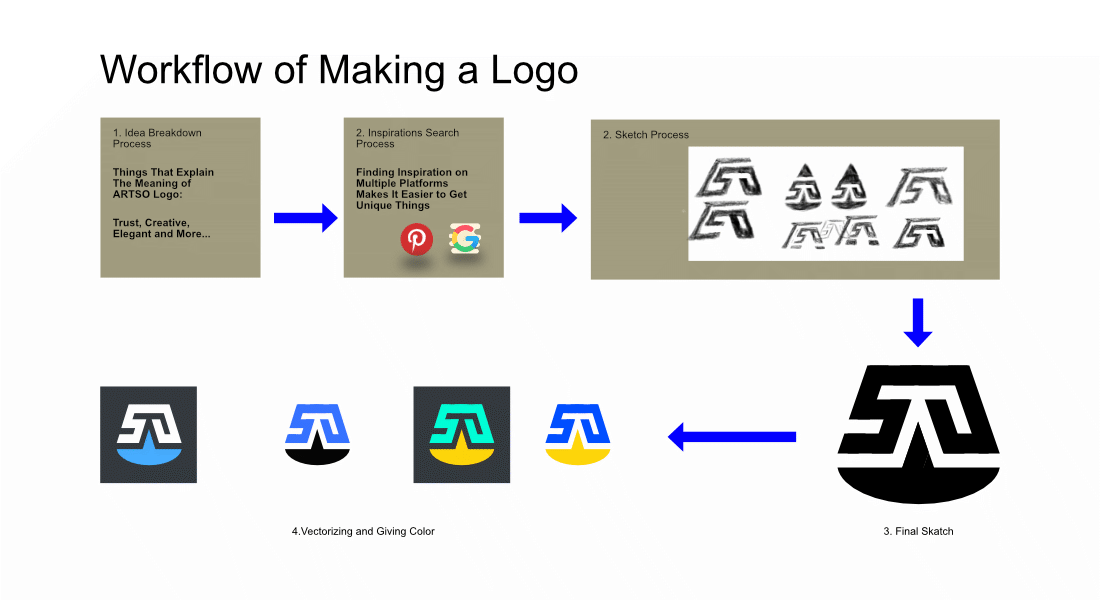 Workflow of Making a Logo
1. Idea Breakdown
Process
Things That Explain
The Meaning of
ARTSO Logo:
Trust, Creative,
Elegant and More...
2. Inspirations Search
Process
Finding Inspiration on
Multiple Platforms
Makes It Easier to Get
Unique Things
2. Sketch Process
3. Final Skatch
4.Vectorizing and Giving Color